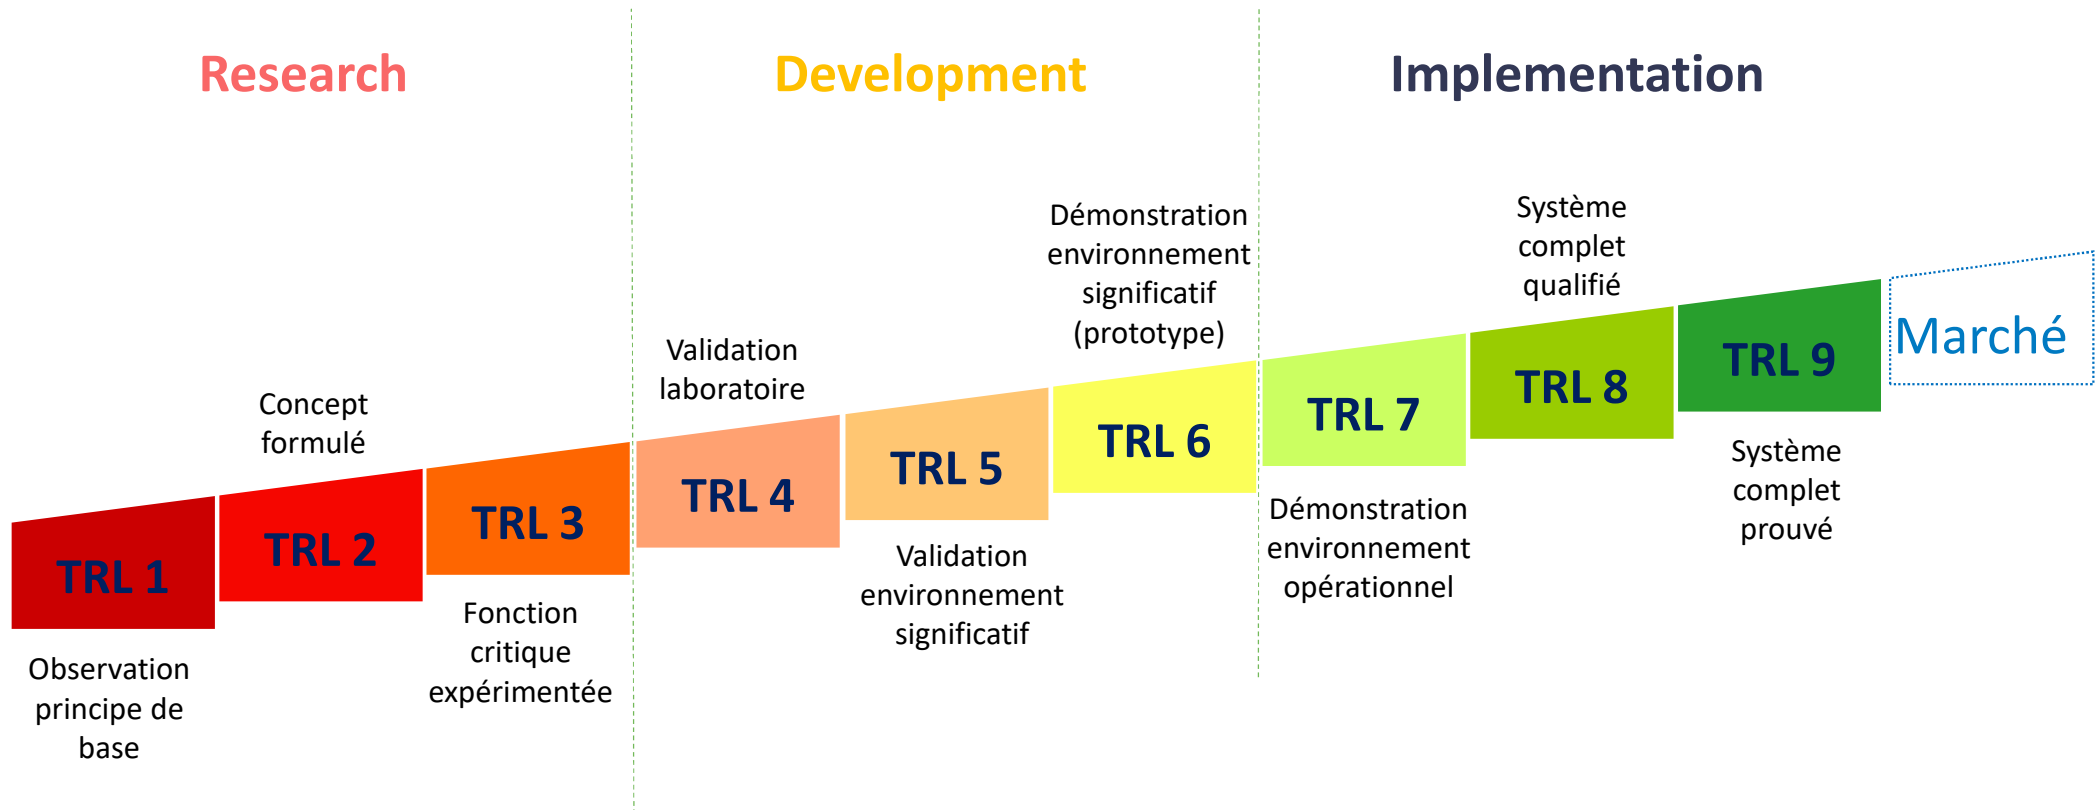 Research
Development
Implementation
TRL 1
Observation
principe de
base
Concept
formulé
TRL 2
TRL 3
Fonction
critique
expérimentée
Validation
laboratoire
TRL 4
TRL 5
Validation
environnement
significatif
Démonstration
environnement
significatif
(prototype)
TRL 6
TRL 7
Démonstration
environnement
opérationnel
Système
complet
qualifié
TRL 8
TRL 9
Système
complet
prouvé
Marché